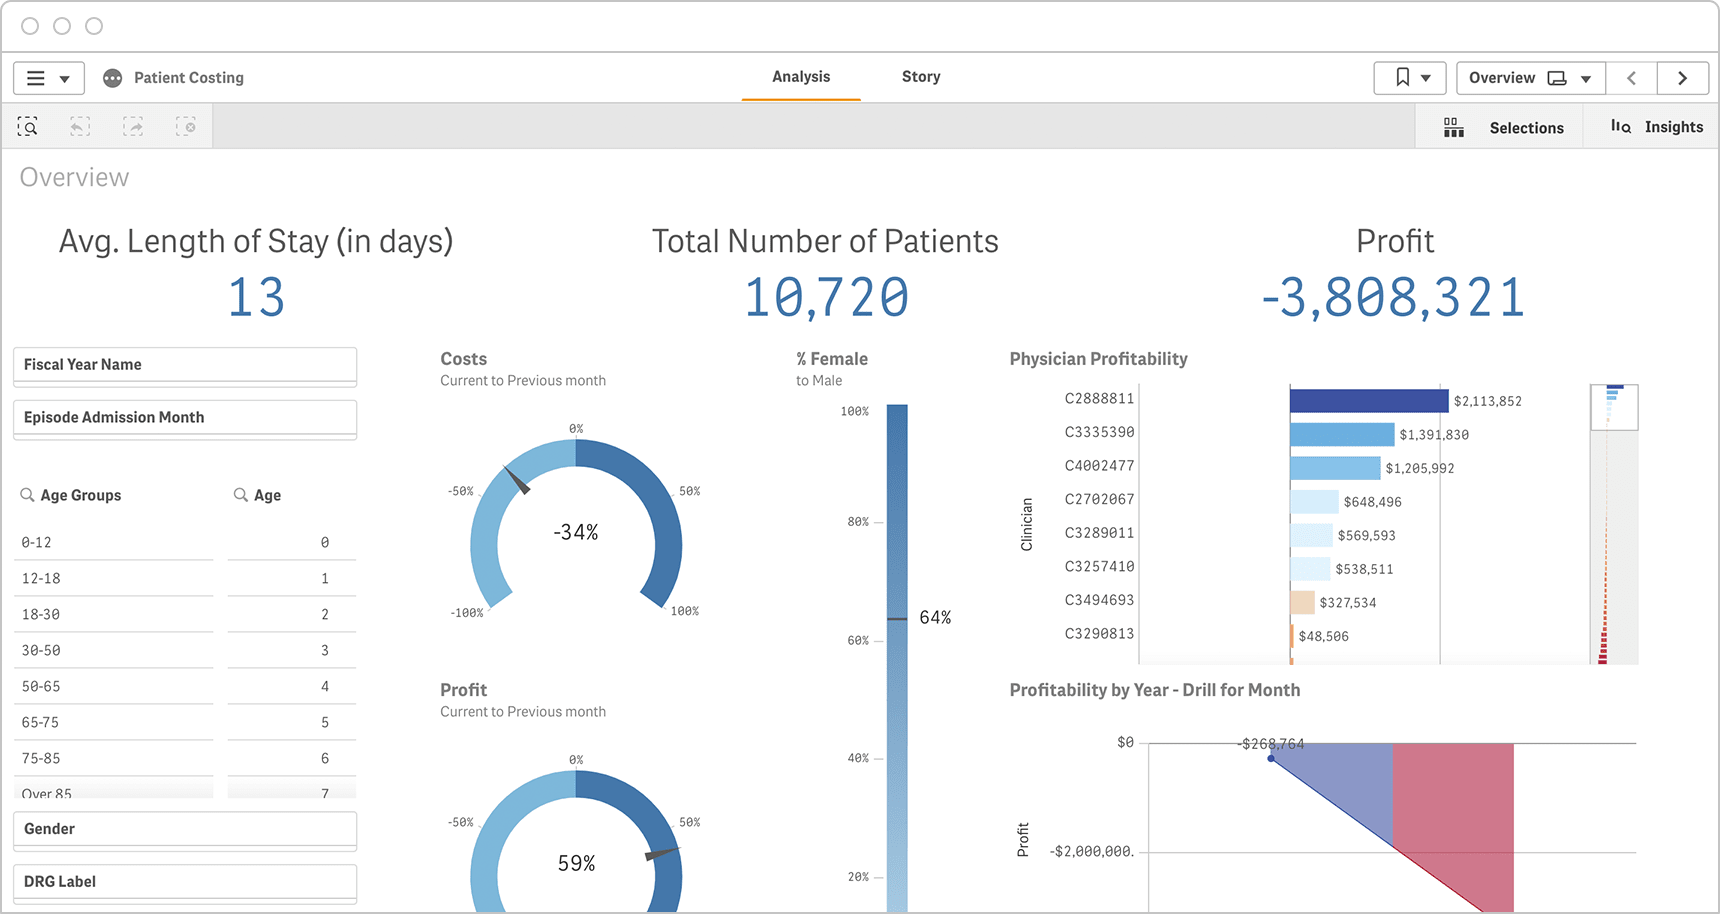 Patient Costing
Analysis
Story
Overview
Selections
Insights
Overview
Avg. Length of Stay (in days)
13
Total Number of Patients
10,720
Profit
-3,808,321
Fiscal Year Name
Episode Admission Month
Age Groups
Age
0-12
0
12-18
1
18-30
2
30-50
3
50-65
4
65-75
5
75-85
6
Over 85
7
Gender
DRG Label
Costs
Current to Previous month
0%
-50%
50%
-34%
-100%
100%
Profit
Current to Previous month
0%
-50%
50%
59%
% Female
to Male
100%
80%
64%
60%
40%
20%
Physician Profitability
Clinician
C2888811
$2,113,852
C3335390
$1,391,830
C4002477
$1,205,992
C2702067
$648,496
C3289011
$569,593
C3257410
$538,511
C3494693
$327,534
C3290813
$48,506
Profitability by Year - Drill for Month
$0
-$268,764
Profit
-$2,000,000.